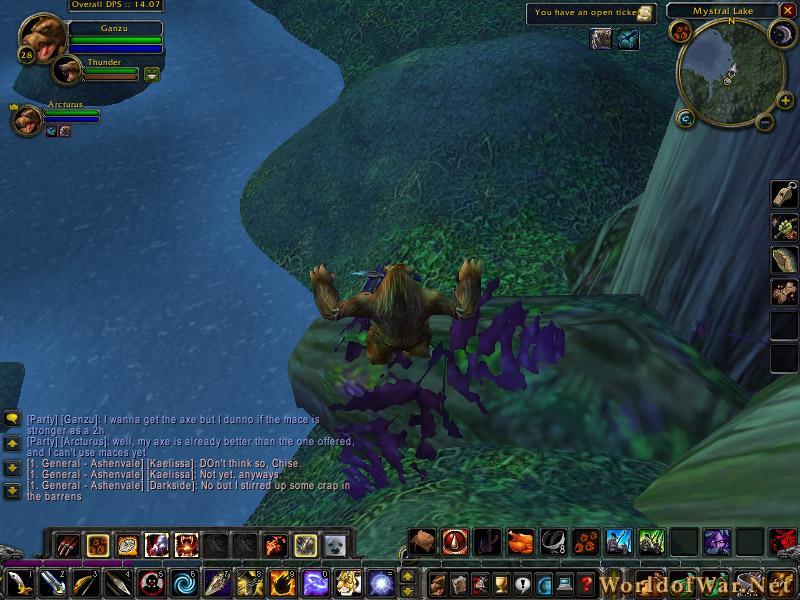 Overall DPS :: 14.07
You have an open ticket
Mystral Lake
N
Ganzu
28
Thunder
Arcturus
[Party] [Ganzu]: I wanna get the axe but I dunno if the mace is
stronger as a 2h
[Party] [Arcturus]: well, my axe is already better than the one offered,
and I can't use maces yet
[1. General - Ashenvale] [Kaelissa]: DOn't think so, Chise.
[1. General - Ashenvale] [Kaelissa]: Not yet, anyways.
[1. General - Ashenvale] [Darkside]: No but I stirred up some crap in
the barrens
WorldofWar.Net